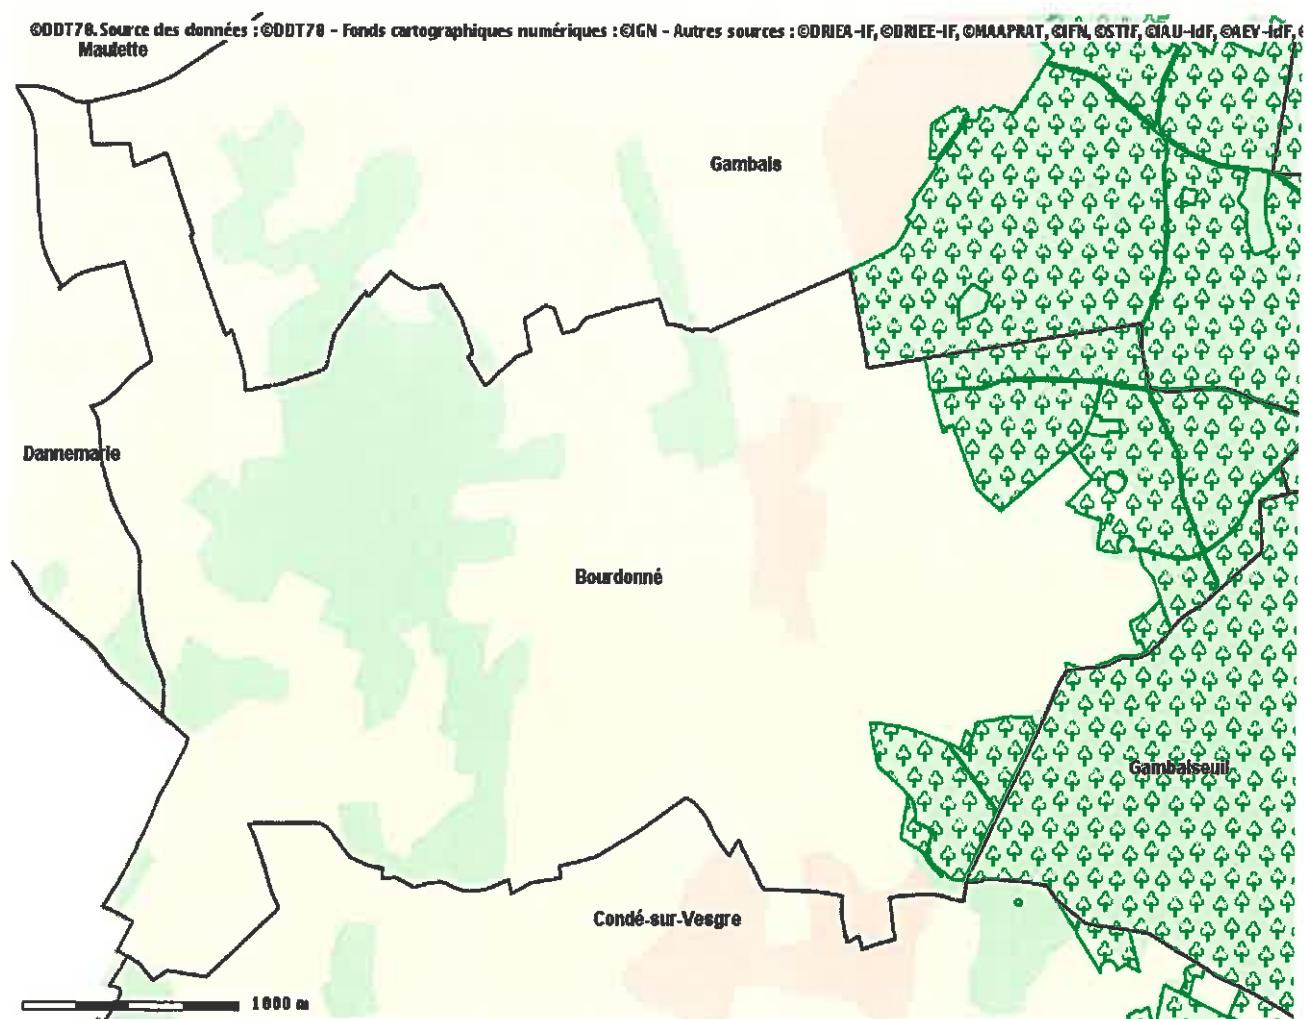 ©DDT78. Source des données : ©DDT78 - Fonds cartographiques numériques : ©IGN - Autres sources : ©DRIEA-IF, ©DRIEE-IF, ©MAAPRAT, ©IFN, ©STIF, ©IAU-IdF, ©AEV-IdF,
Maulette
Gambais
Dannemarie
Bourdonné
Gambaiseuil
Condé-sur-Vesgre
1000 m